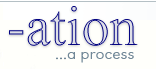 -ation
...a process